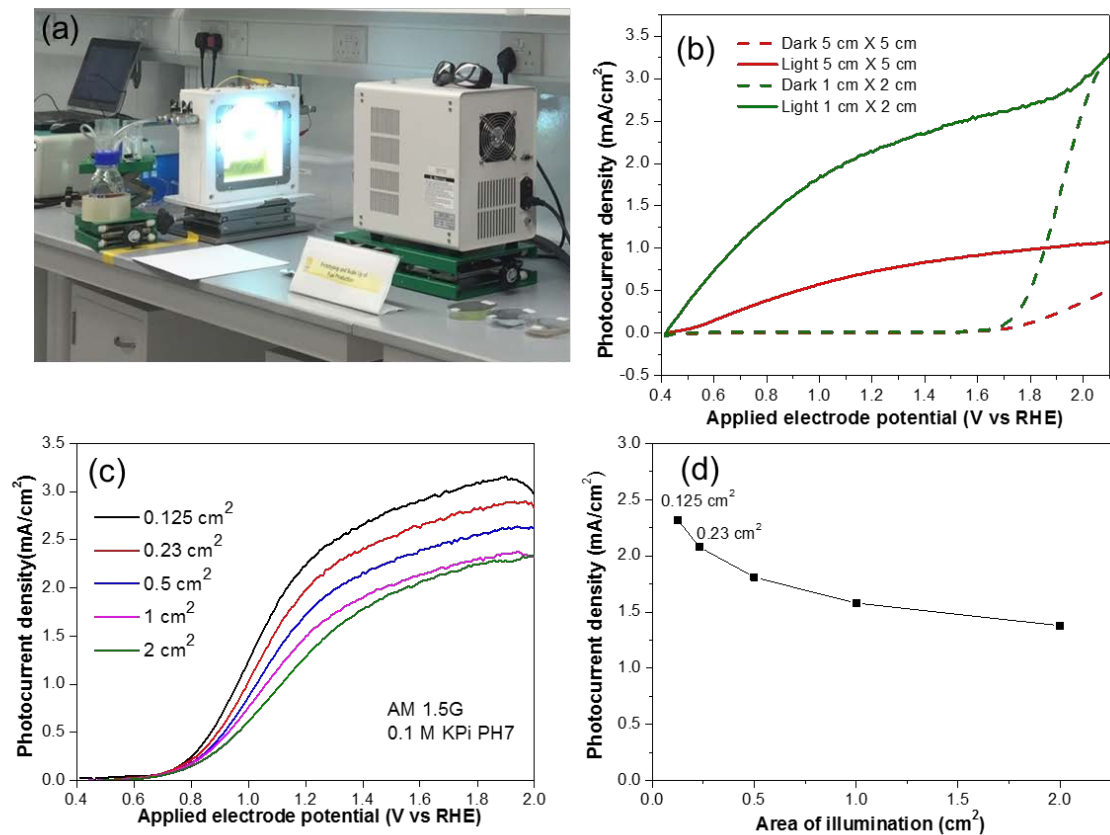 (a)
Prototyping and Scale Up of
Fuel Production
(b)
Dark 5 cm X 5 cm
Light 5 cm X 5 cm
Dark 1 cm X 2 cm
Light 1 cm X 2 cm
3.5
3.0
2.5
2.0
1.5
1.0
0.5
0.0
-0.5
Photocurrent density (mA/cm²)
0.4 0.6 0.8 1.0 1.2 1.4 1.6 1.8 2.0
Applied electrode potential (V vs RHE)
(c)
0.125 cm²
0.23 cm²
0.5 cm²
1 cm²
2 cm²
AM 1.5G
0.1 M KPi PH7
3.5
3.0
2.5
2.0
1.5
1.0
0.5
0.0
Photocurrent density(mA/cm²)
0.4 0.6 0.8 1.0 1.2 1.4 1.6 1.8 2.0
Applied electrode potential (V vs RHE)
(d)
0.125 cm²
0.23 cm²
3.0
2.5
2.0
1.5
1.0
0.5
0.0
Photocurrent density (mA/cm²)
0.0 0.5 1.0 1.5 2.0
Area of illumination (cm²)